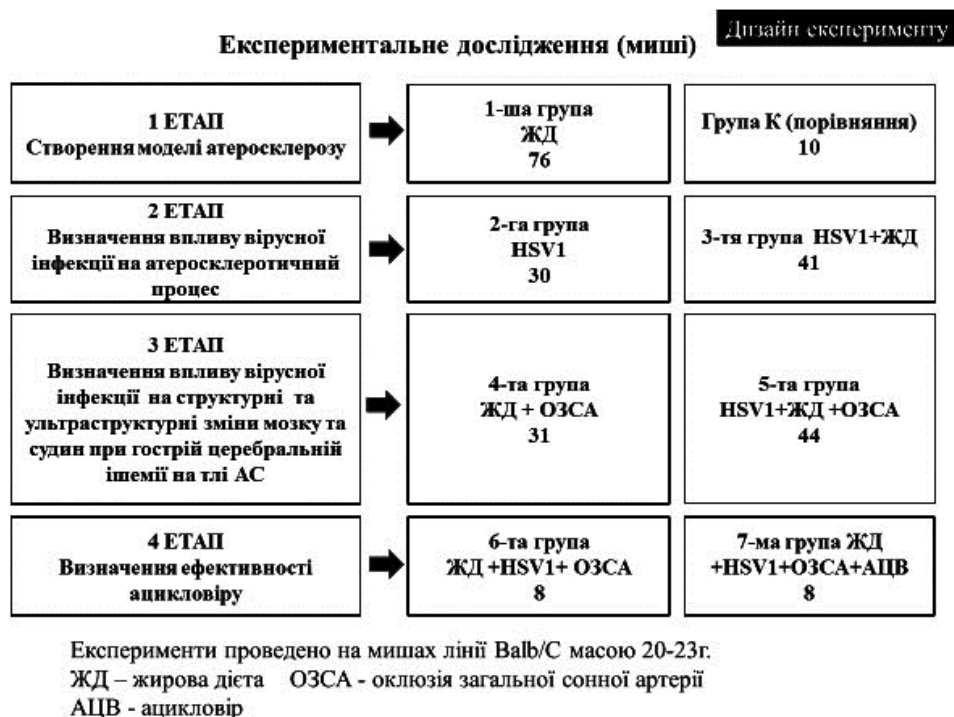 Дизайн експерименту
Експериментальне дослідження (миші)
1 ЕТАП
Створення моделі атеросклерозу
1-ша група
ЖД
76
Група К (порівняння)
10
2 ЕТАП
Визначення впливу вірусної
інфекції на атеросклеротичний
процес
2-га група
HSV1
30
3-тя група HSV1+ЖД
41
3 ЕТАП
Визначення впливу вірусної
інфекції на структурні та
ультраструктурні зміни мозку та
судин при гострій церебральній
ішемії на тлі АС
4-та група
ЖД + ОЗСА
31
5-та група
HSV1+ЖД +ОЗСА
44
4 ЕТАП
Визначення ефективності
ацикловіру
6-та група
ЖД +HSV1+ ОЗСА
8
7-ма група ЖД
+HSV1+ОЗСА+АЦВ
8
Експерименти проведено на мишах лінії Balb/C масою 20-23г.
ЖД – жирова дієта ОЗСА - оклюзія загальної сонної артерії
АЦВ - ацикловір